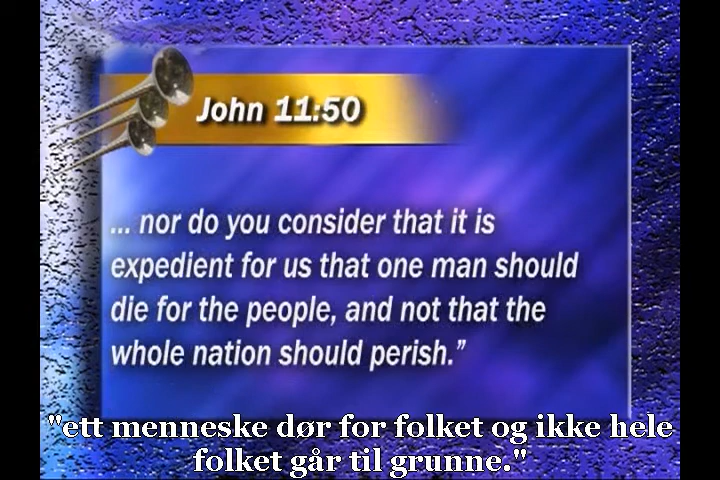 John 11:50
... nor do you consider that it is
expedient for us that one man should
die for the people, and not that the
whole nation should perish.”
"ett menneske dør for folket og ikke hele
folket går til grunne."